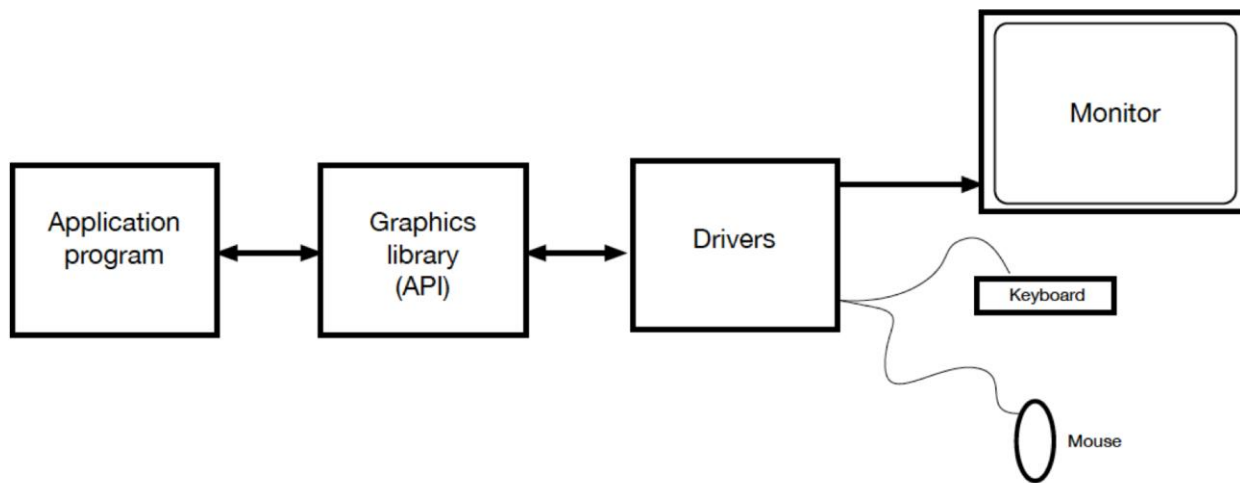 Monitor
Application
program
Graphics
library
(API)
Drivers
Keyboard
Mouse